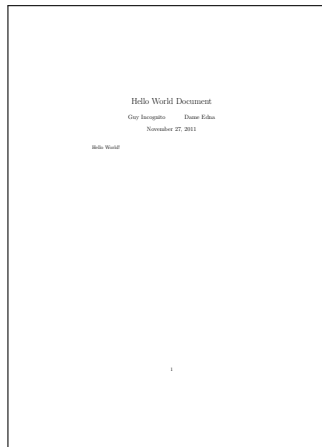 Hello World Document
Guy Incognito Dame Edna
November 27, 2013
Hello World!
1